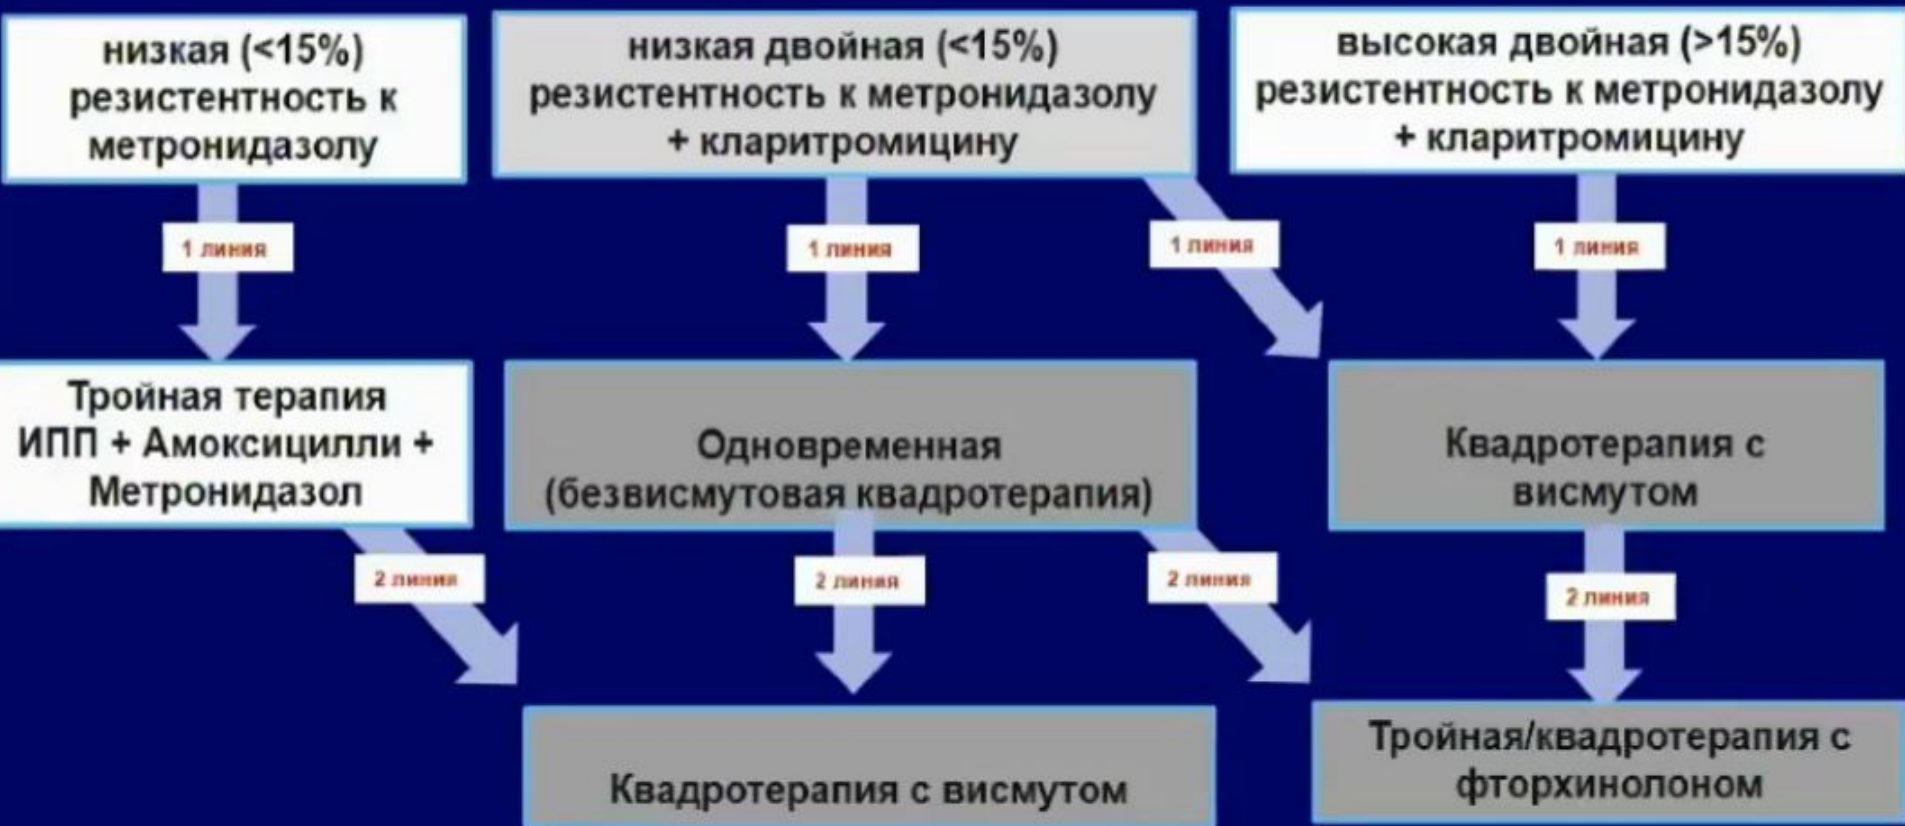 низкая (<15%)
резистентность к
метронидазолу
низкая двойная (<15%)
резистентность к метронидазолу
+ кларитромицину
высокая двойная (>15%)
резистентность к метронидазолу
+ кларитромицину
1 линия
1 линия
1 линия
1 линия
Тройная терапия
ИПП + Амоксицилли +
Метронидазол
Одновременная
(безвисмутовая квадротерапия)
Квадротерапия с
висмутом
2 линия
2 линия
2 линия
2 линия
Квадротерапия с висмутом
Тройная/квадротерапия с
фторхинолоном